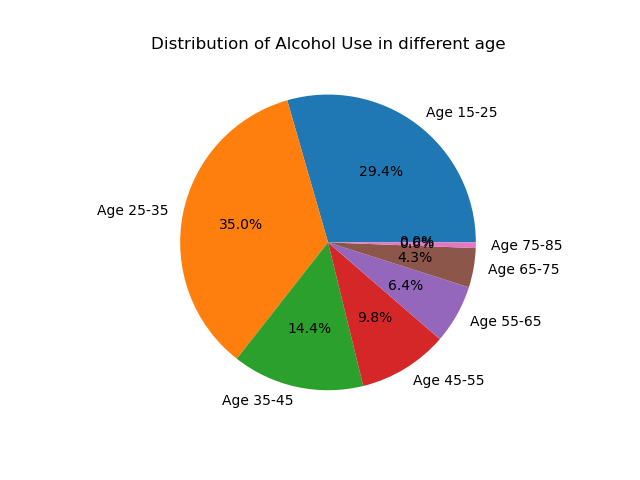 Distribution of Alcohol Use in different age
Age 15-25
29.4%
Age 25-35
35.0%
Age 35-45
14.4%
Age 45-55
9.8%
Age 55-65
6.4%
Age 65-75
4.3%
Age 75-85